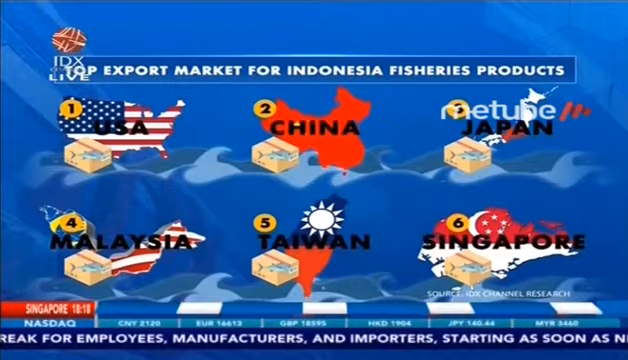 IDX
LIVE
TOP EXPORT MARKET FOR INDONESIA FISHERIES PRODUCTS
metube
1 USA
2 CHINA
3 JAPAN
4 MALAYSIA
5 TAIWAN
6 SINGAPORE
SOURCE: IDX CHANNEL RESEARCH
SINGAPORE 18:18
NASDAQ CNY 2120 EUR 16613 GBP 18595 HKD 1904 JPY 140.44 MYR 3460
REAK FOR EMPLOYEES, MANUFACTURERS, AND IMPORTERS, STARTING AS SOON AS NE